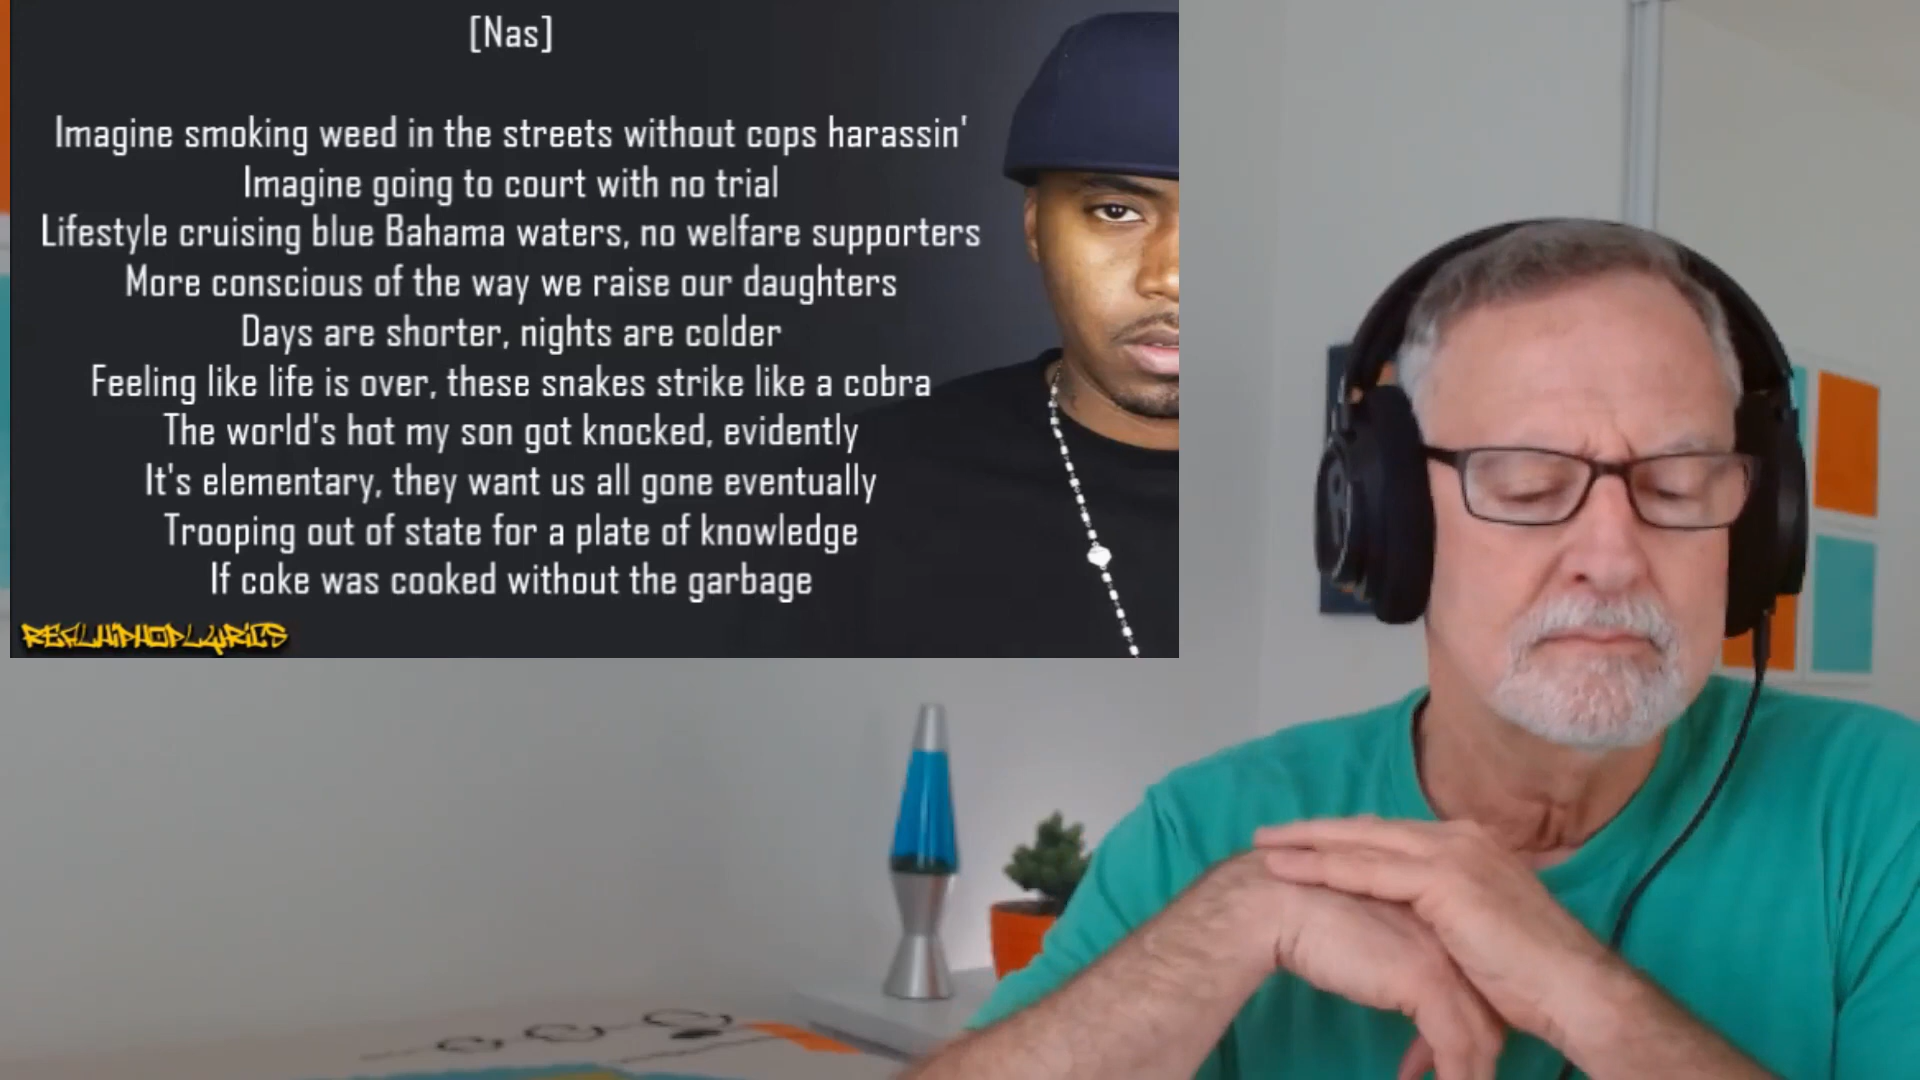 [Nas]
Imagine smoking weed in the streets without cops harassin'
Imagine going to court with no trial
Lifestyle cruising blue Bahama waters, no welfare supporters
More conscious of the way we raise our daughters
Days are shorter, nights are colder
Feeling like life is over, these snakes strike like a cobra
The world's hot my son got knocked, evidently
It's elementary, they want us all gone eventually
Trooping out of state for a plate of knowledge
If coke was cooked without the garbage
REALHIPHOPLYRICS